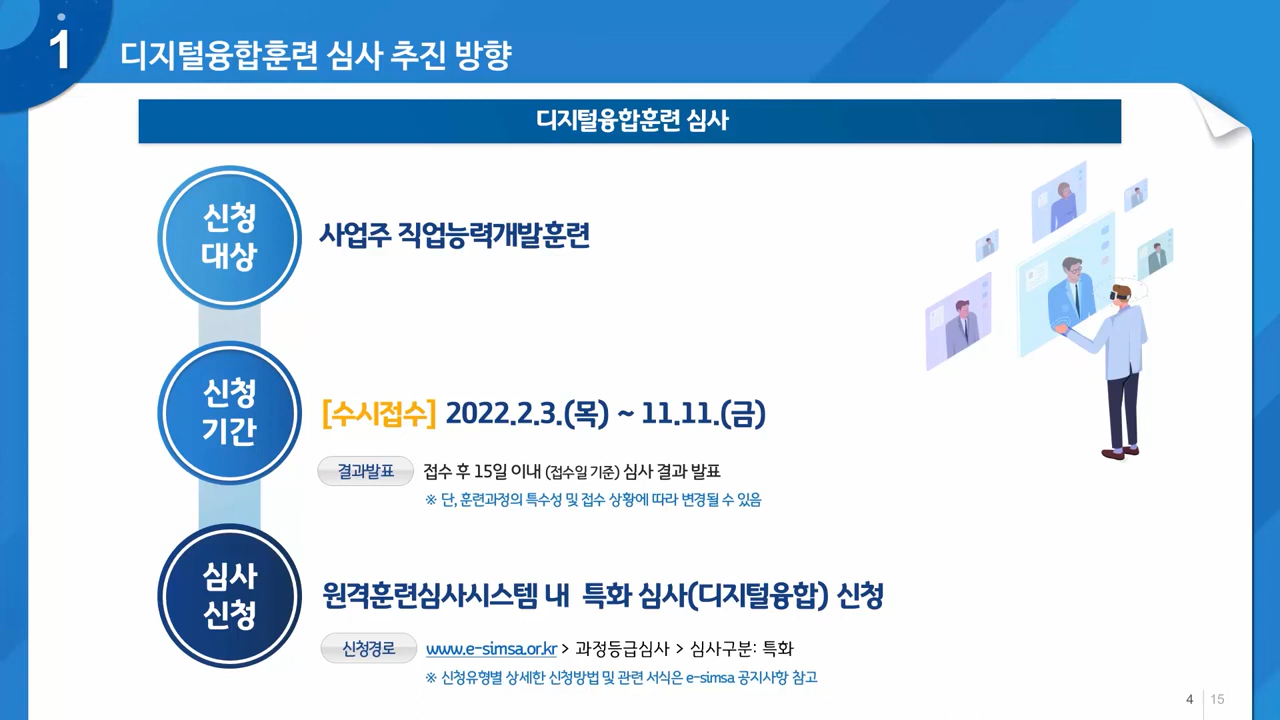 1
디지털융합훈련 심사 추진 방향
디지털융합훈련 심사
신청
대상
사업주 직업능력개발훈련
신청
기간
[수시접수] 2022.2.3.(목) ~ 11.11.(금)
결과발표 접수 후 15일 이내 (접수일 기준) 심사 결과 발표
※ 단, 훈련과정의 특수성 및 접수 상황에 따라 변경될 수 있음
심사
신청
원격훈련심사시스템 내 특화 심사(디지털융합) 신청
신청경로 www.e-simsa.or.kr > 과정등급심사 > 심사구분: 특화
※ 신청유형별 상세한 신청방법 및 관련 서식은 e-simsa 공지사항 참고
4 15